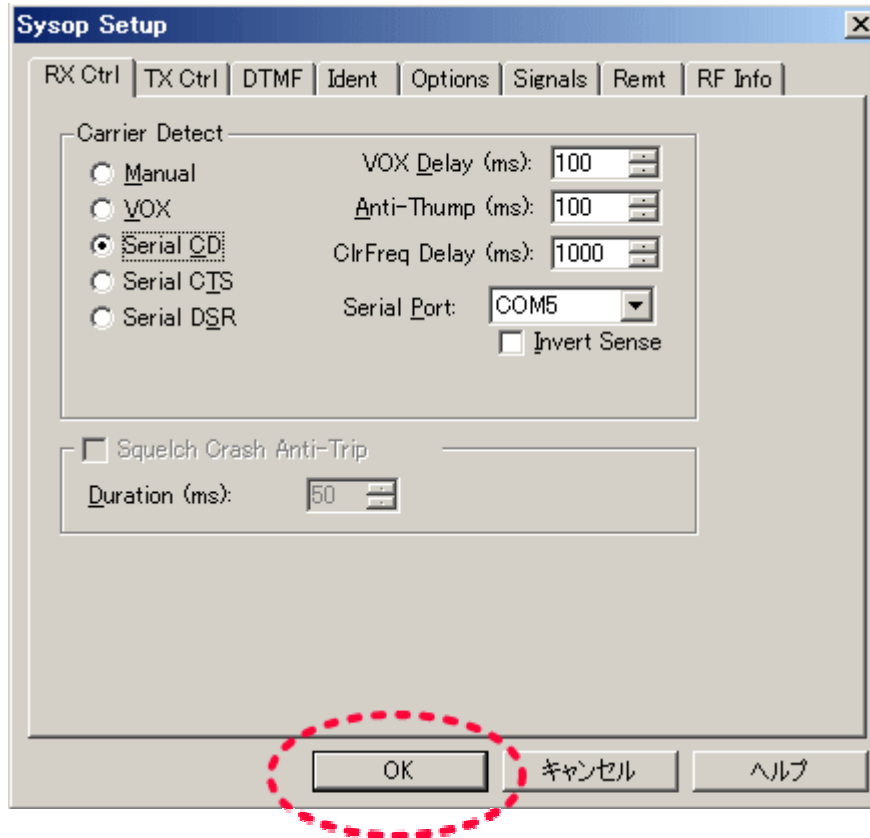 Sysop Setup
RX Ctrl TX Ctrl DTMF Ident Options Signals Remt RF Info
Carrier Detect
Manual
VOX
Serial CD
Serial CTS
Serial DSR
VOX Delay (ms): 100
Anti-Thump (ms): 100
ClrFreq Delay (ms): 1000
Serial Port: COM5
Invert Sense
Squelch Crash Anti-Trip
Duration (ms): 50
OK キャンセル ヘルプ